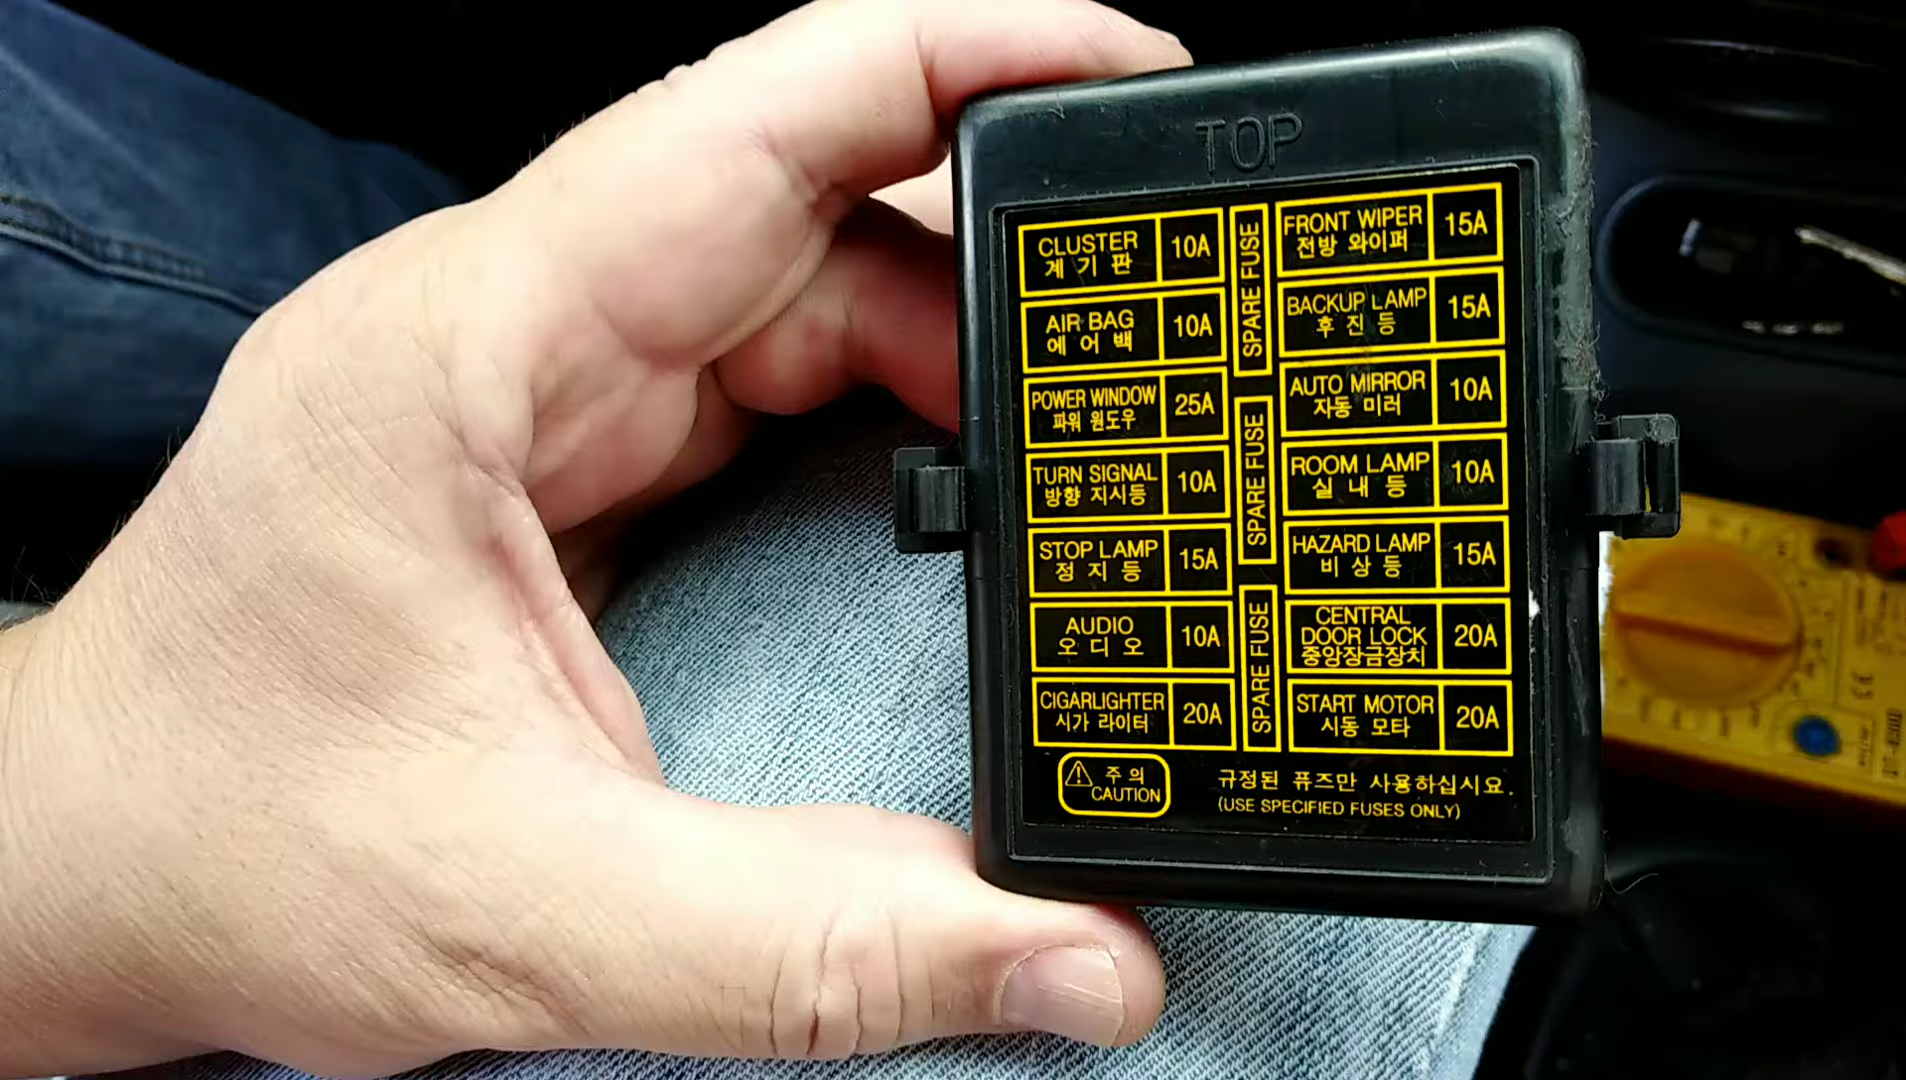 TOP
CLUSTER
계 기 판
10A
AIR BAG
에 어 백
10A
POWER WINDOW
파워 윈도우
25A
TURN SIGNAL
방향 지시등
10A
STOP LAMP
정 지 등
15A
AUDIO
오 디 오
10A
CIGARLIGHTER
시가 라이터
20A
SPARE FUSE
SPARE FUSE
SPARE FUSE
FRONT WIPER
전방 와이퍼
15A
BACKUP LAMP
후 진 등
15A
AUTO MIRROR
자동 미러
10A
ROOM LAMP
실 내 등
10A
HAZARD LAMP
비 상 등
15A
CENTRAL
DOOR LOCK
중앙장금장치
20A
START MOTOR
시동 모타
20A
주 의
CAUTION
규정된 퓨즈만 사용하십시요.
(USE SPECIFIED FUSES ONLY)